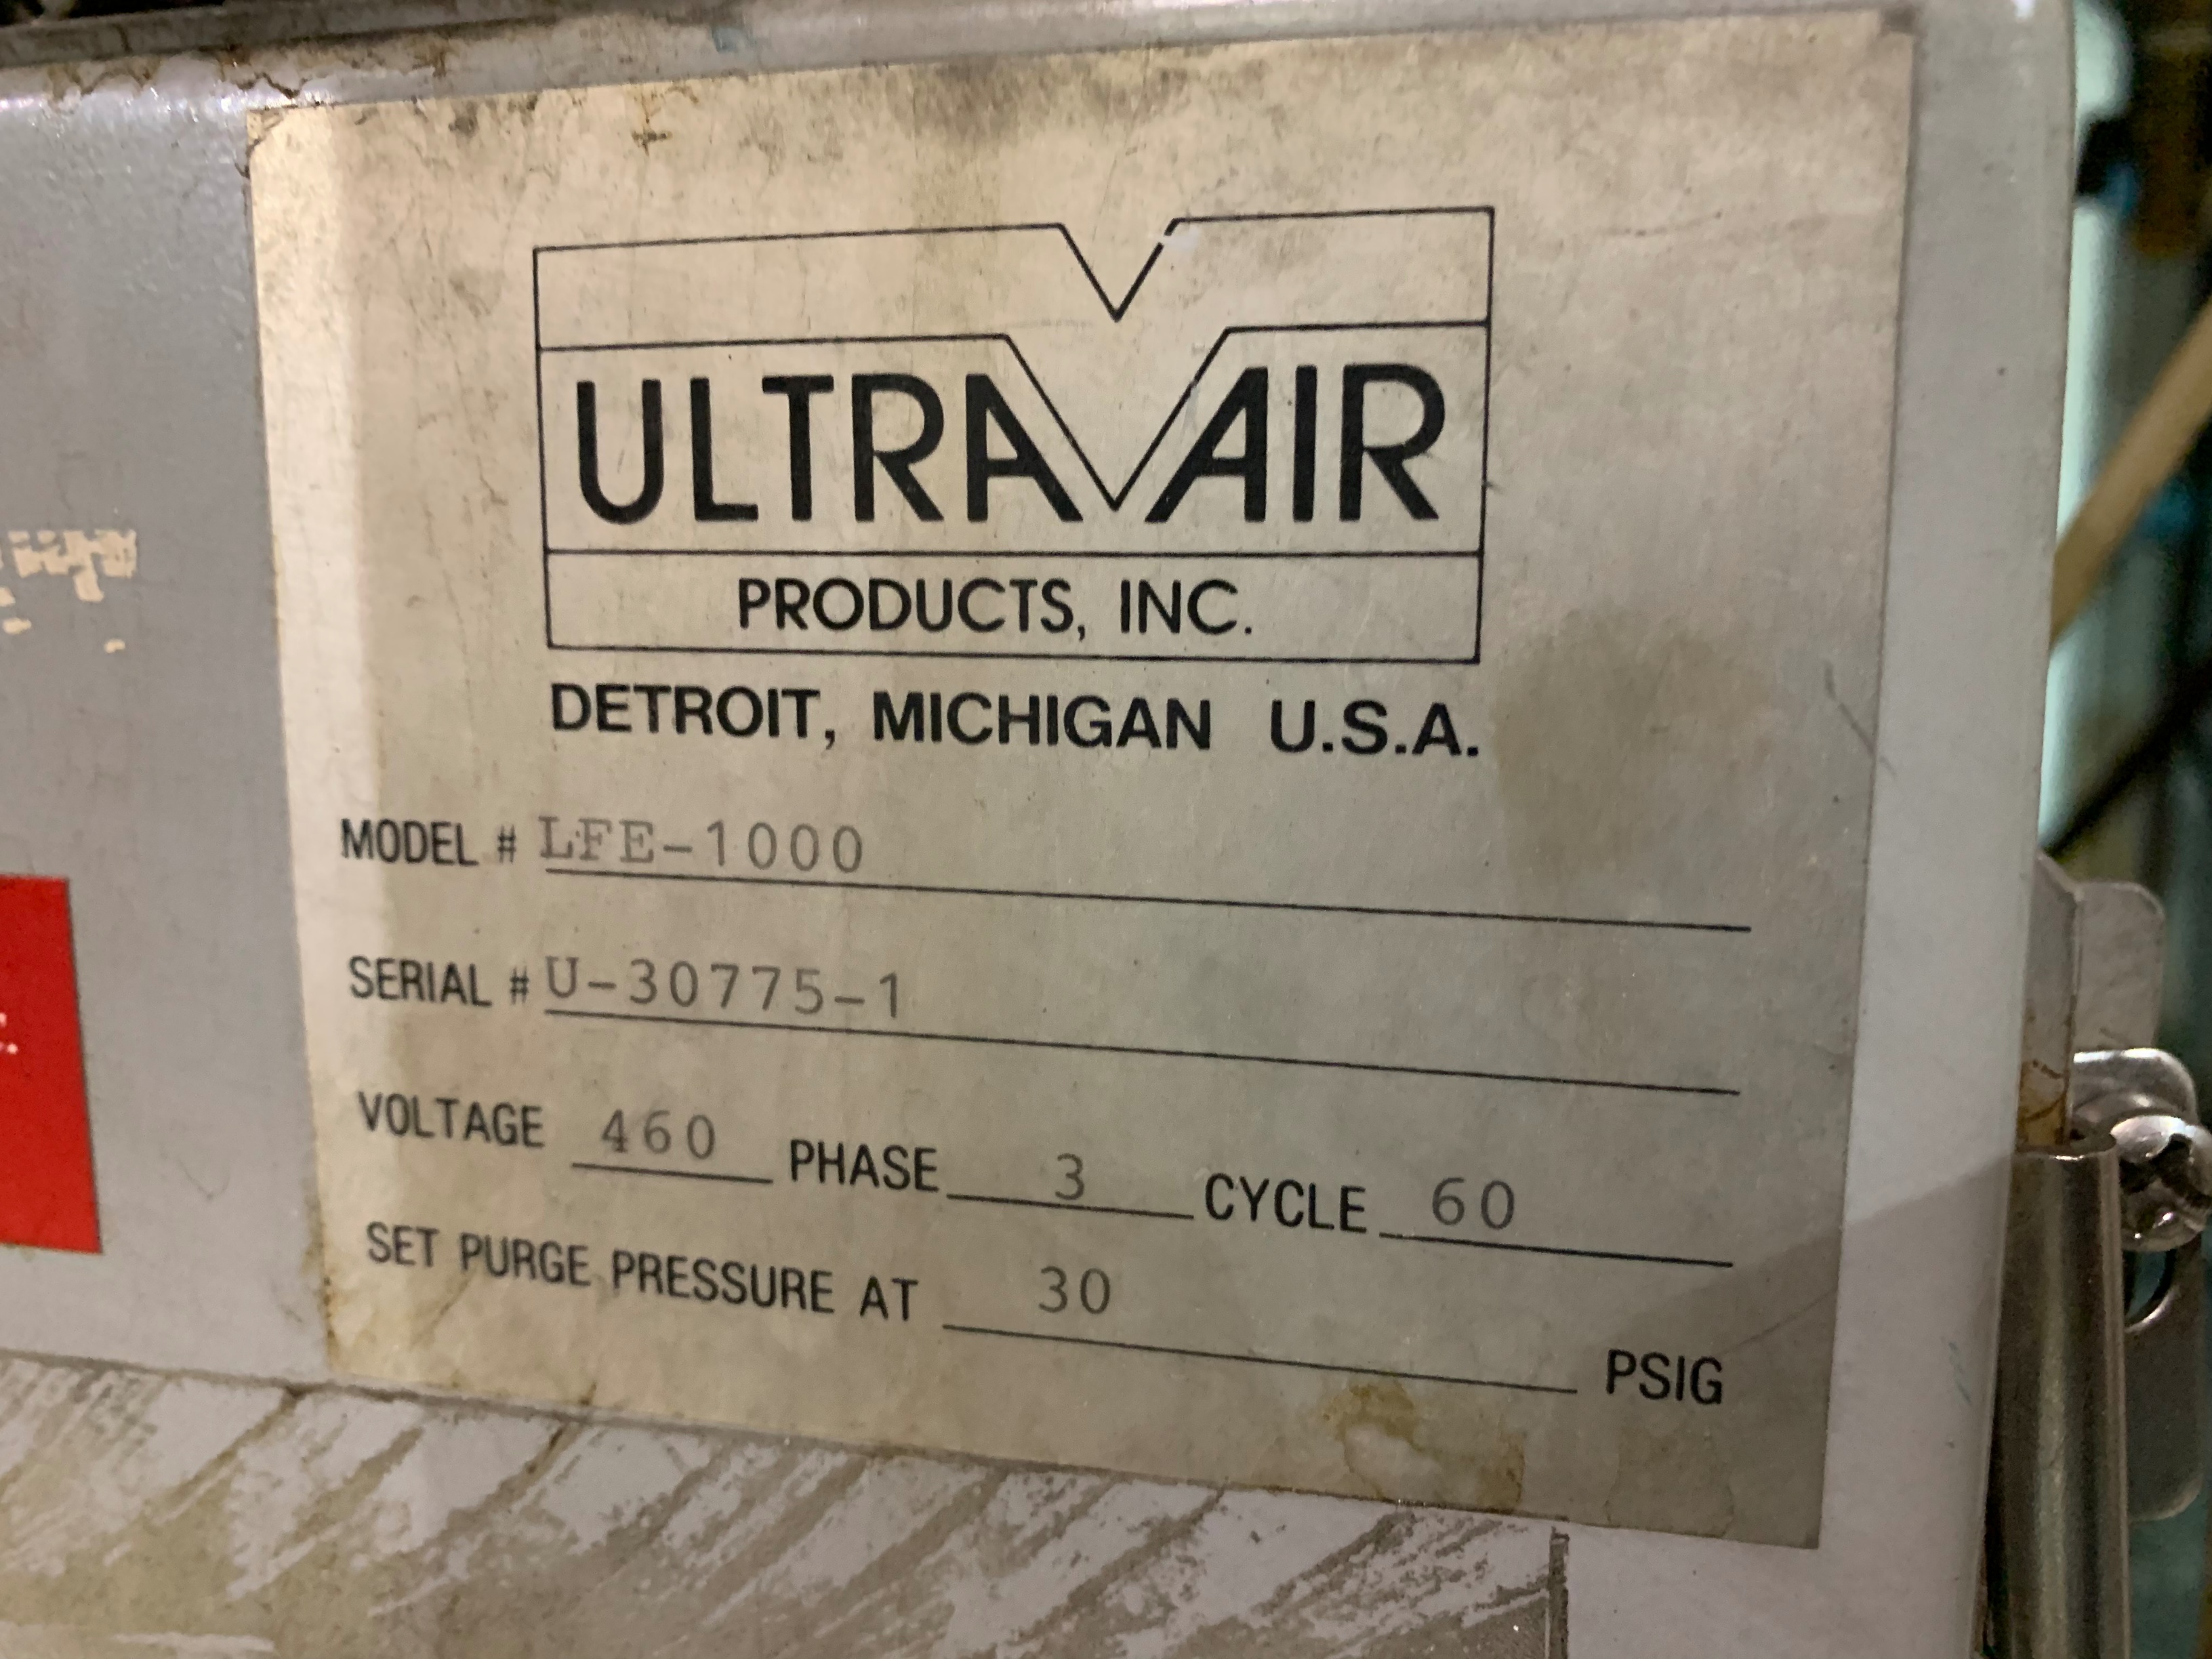 ULTRA AIR
PRODUCTS, INC.
DETROIT, MICHIGAN U.S.A.
MODEL # LFE-1000
SERIAL # U-30775-1
VOLTAGE 460 PHASE 3 CYCLE 60
SET PURGE PRESSURE AT 30 PSIG